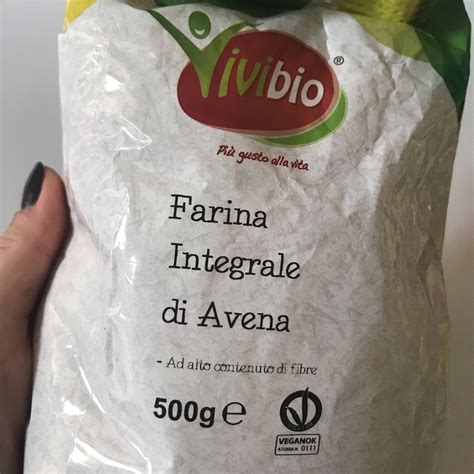 Vivibio®
Più gusto alla vita
Farina
Integrale
di Avena
- Ad alto contenuto di fibre
500g e
VEGANOK